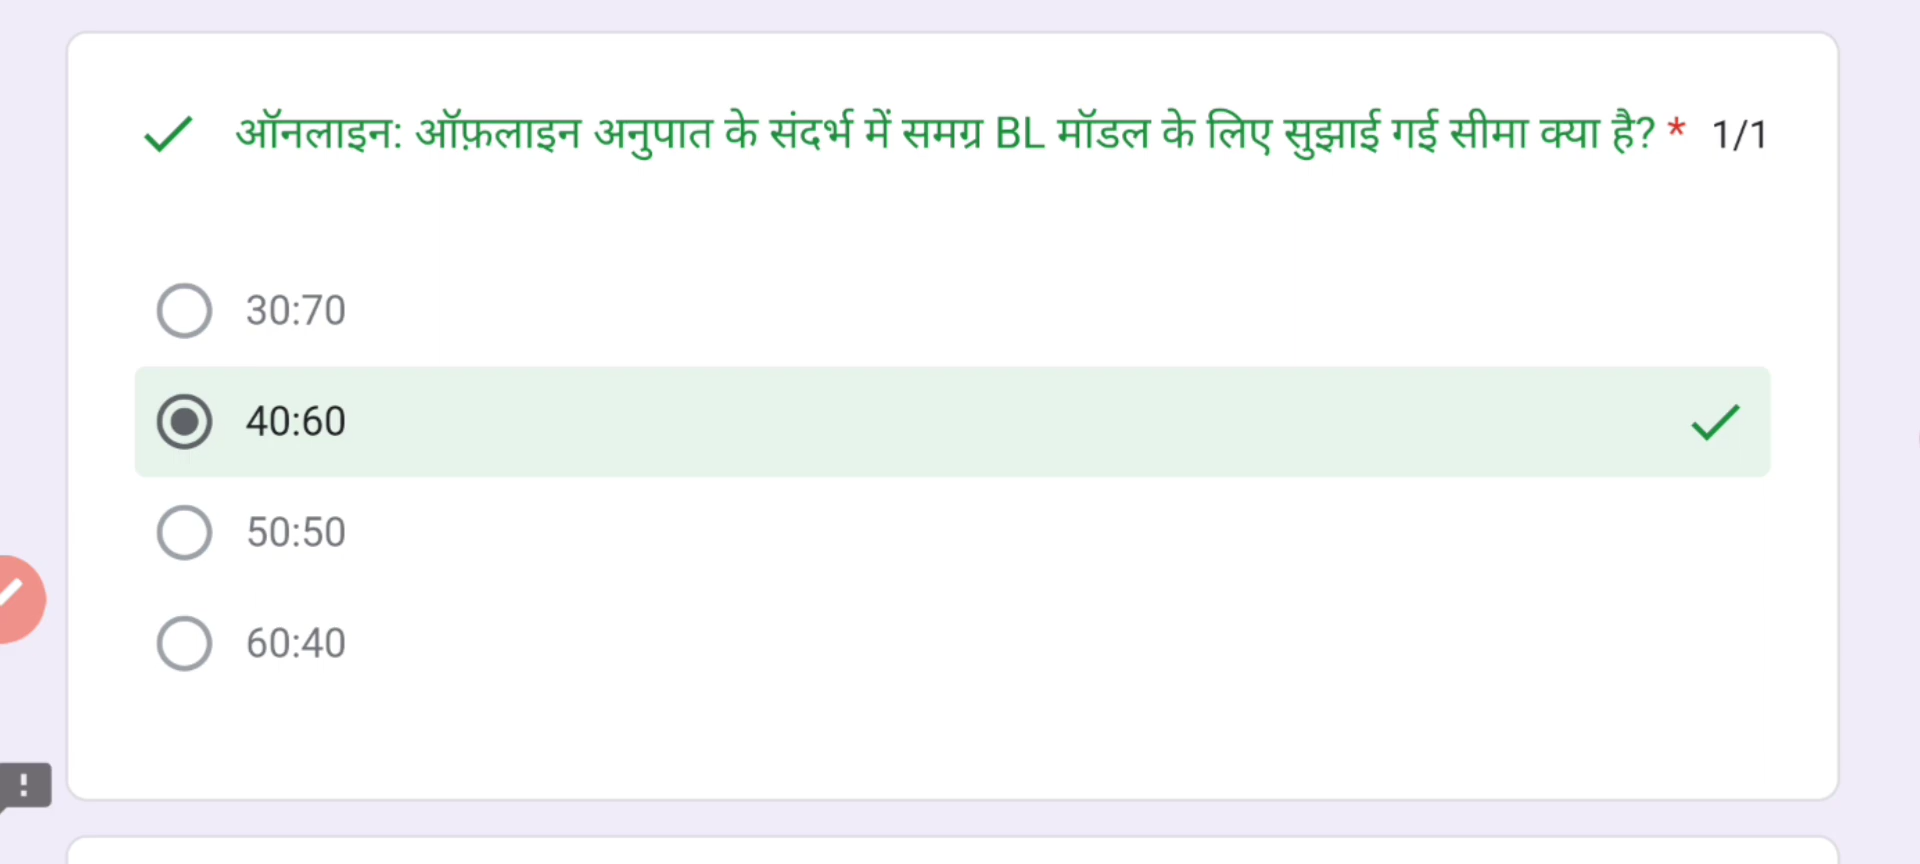 ऑनलाइन: ऑफ़लाइन अनुपात के संदर्भ में समग्र BL मॉडल के लिए सुझाई गई सीमा क्या है? * 1/1
30:70
40:60
50:50
60:40